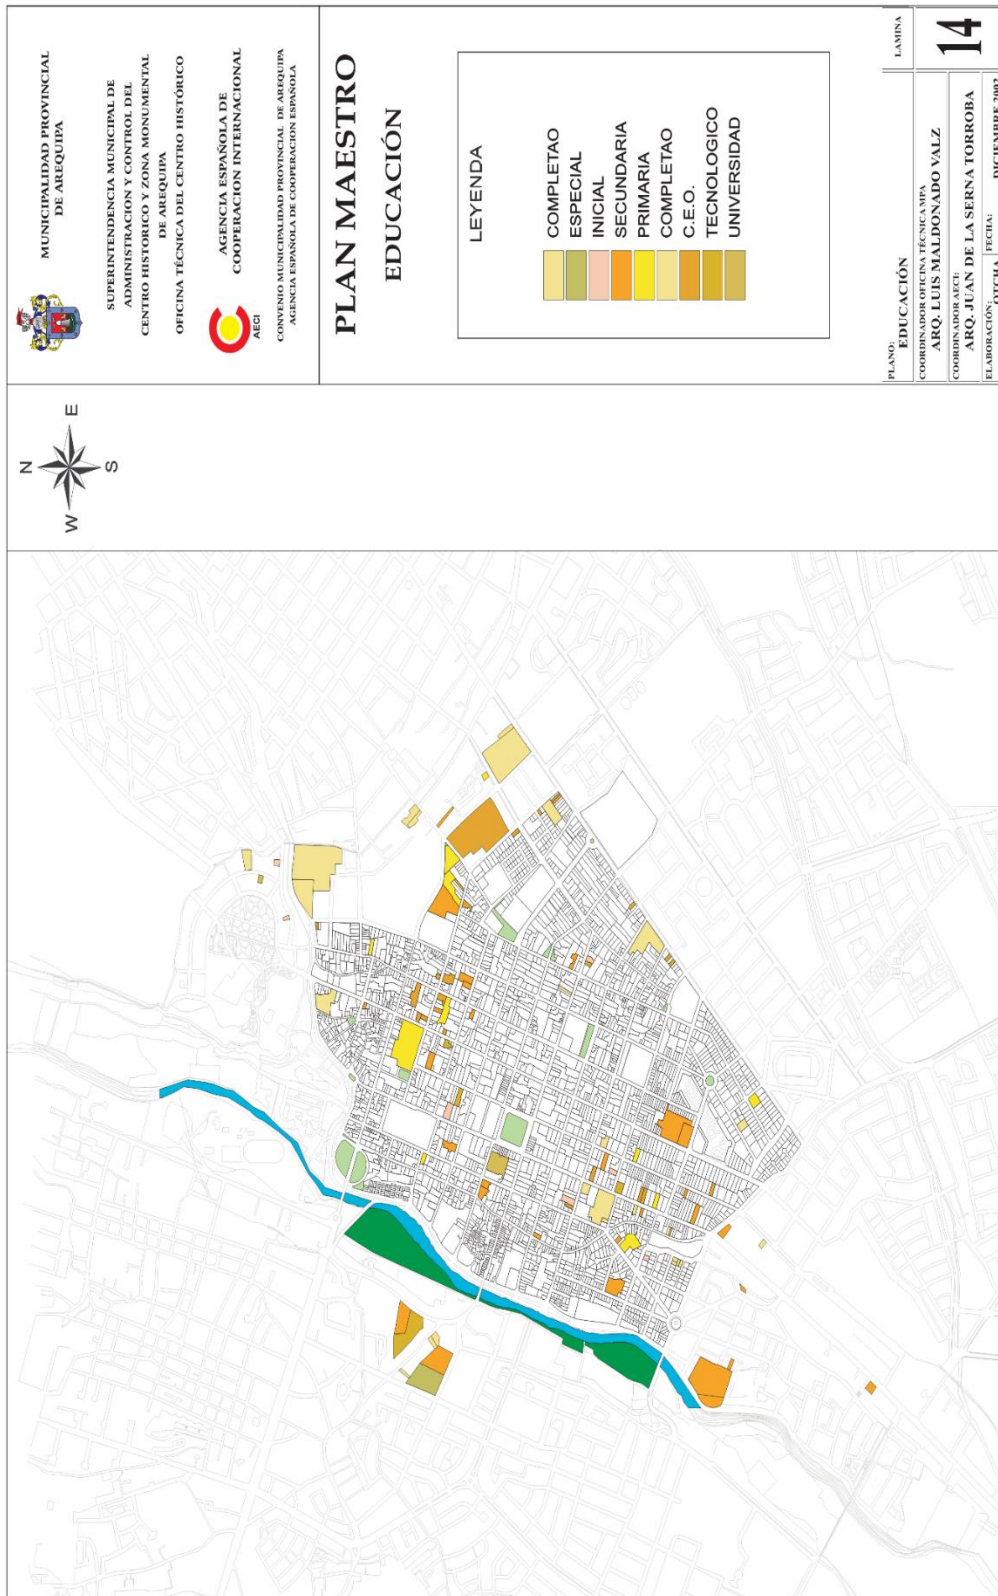 MUNICIPALIDAD PROVINCIAL
DE AREQUIPA
SUPERINTENDENCIA MUNICIPAL DE
ADMINISTRACION Y CONTROL DEL
CENTRO HISTORICO Y ZONA MONUMENTAL
DE AREQUIPA
OFICINA TÉCNICA DEL CENTRO HISTÓRICO
AECI
AGENCIA ESPAÑOLA DE
COOPERACION INTERNACIONAL
CONVENIO MUNICIPALIDAD PROVINCIAL DE AREQUIPA
AGENCIA ESPAÑOLA DE COOPERACION ESPAÑOLA
PLAN MAESTRO
EDUCACIÓN
LEYENDA
COMPLETAO
ESPECIAL
INICIAL
SECUNDARIA
PRIMARIA
COMPLETAO
C.E.O.
TECNOLOGICO
UNIVERSIDAD
PLANO:
EDUCACIÓN
LAMINA
14
COORDINADOR OFICINA TÉCNICA MPA
ARQ. LUIS MALDONADO VALZ
COORDINADOR AECI:
ARQ. JUAN DE LA SERNA TORROBA
ELABORACIÓN:
OTCHA
FECHA:
DICIEMBRE 2002
N
W
E
S